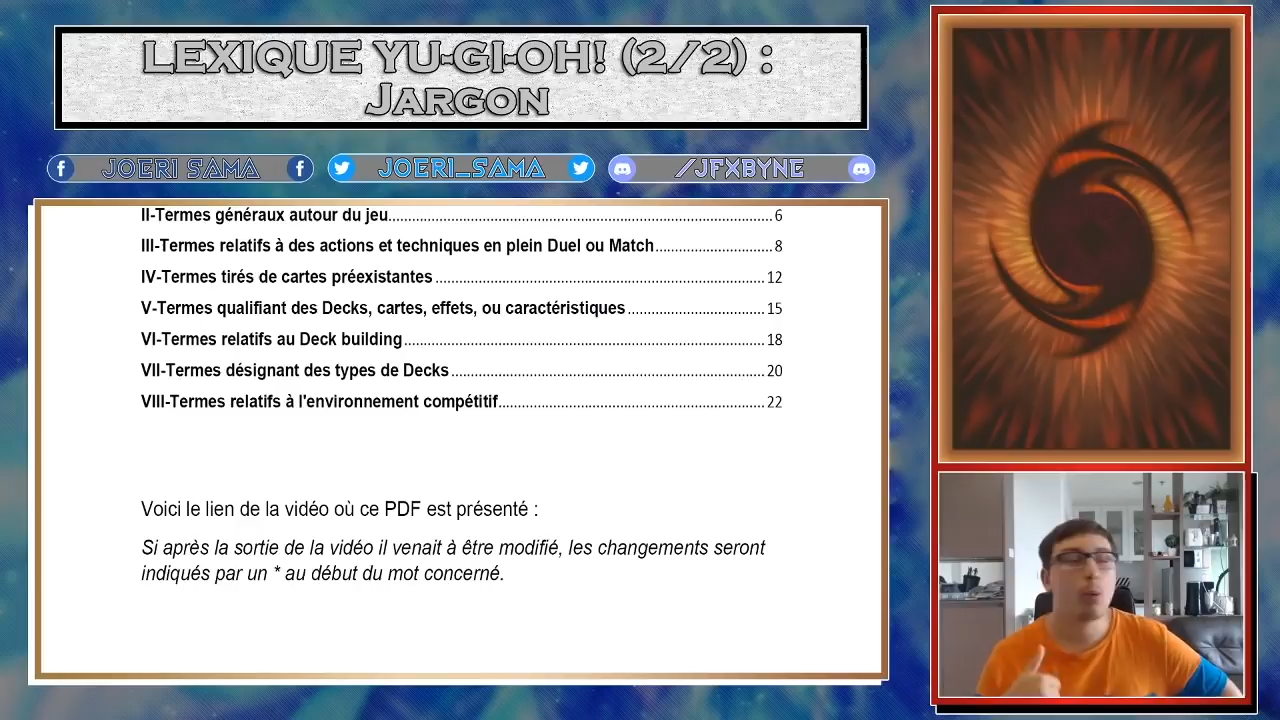 LEXIQUE YU-GI-OH! (2/2) :
JARGON
JOERI SAMA
JOERI_SAMA
/JFXBYNE
II-Termes généraux autour du jeu 6
III-Termes relatifs à des actions et techniques en plein Duel ou Match 8
IV-Termes tirés de cartes préexistantes 12
V-Termes qualifiant des Decks, cartes, effets, ou caractéristiques 15
VI-Termes relatifs au Deck building 18
VII-Termes désignant des types de Decks 20
VIII-Termes relatifs à l'environnement compétitif 22
Voici le lien de la vidéo où ce PDF est présenté :
Si après la sortie de la vidéo il venait à être modifié, les changements seront
indiqués par un * au début du mot concerné.